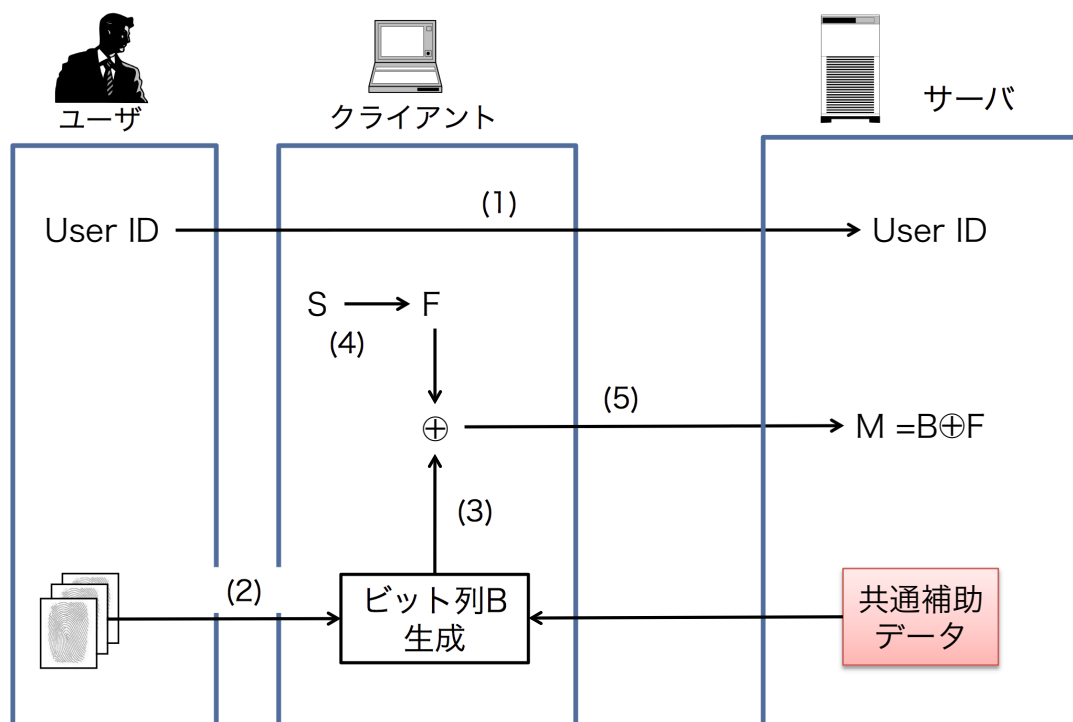 ユーザ
クライアント
サーバ
(1)
User ID
User ID
S
F
(4)
⊕
(5)
M =B⊕F
(3)
(2)
ビット列B
生成
共通補助
データ